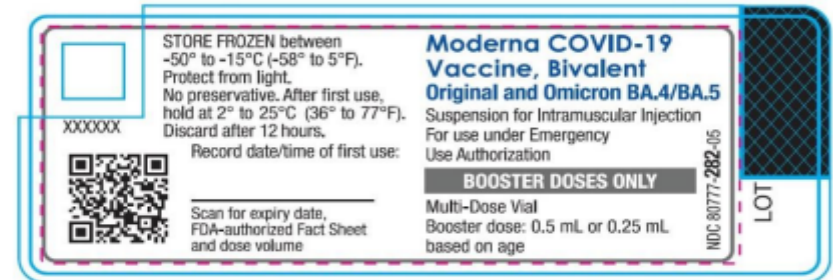 STORE FROZEN between
-50° to -15°C (-58° to 5°F).
Protect from light.
No preservative. After first use,
hold at 2° to 25°C (36° to 77°F).
Discard after 12 hours.
Record date/time of first use:
XXXXXX
Scan for expiry date,
FDA-authorized Fact Sheet
and dose volume
Moderna COVID-19
Vaccine, Bivalent
Original and Omicron BA.4/BA.5
Suspension for Intramuscular Injection
For use under Emergency
Use Authorization
BOOSTER DOSES ONLY
Multi-Dose Vial
Booster dose: 0.5 mL or 0.25 mL
based on age
NDC 80777-282-05
LOT